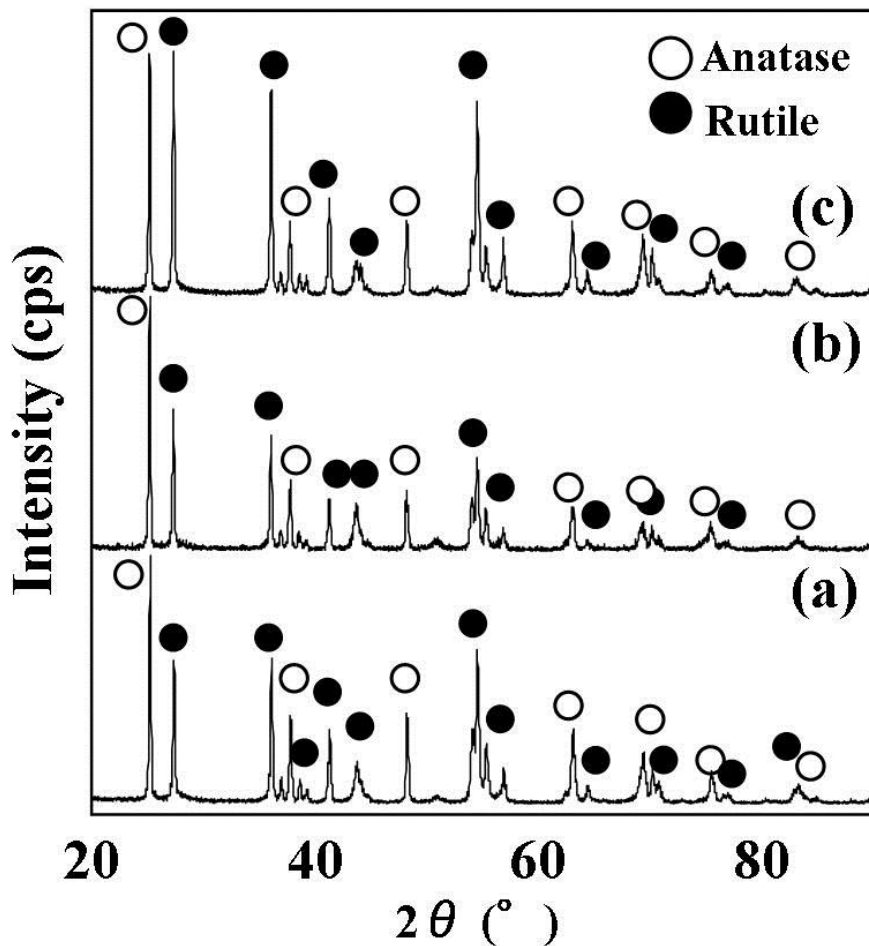 Anatase
Rutile
(c)
(b)
(a)
Intensity (cps)
20 40 60 80
2θ (°)